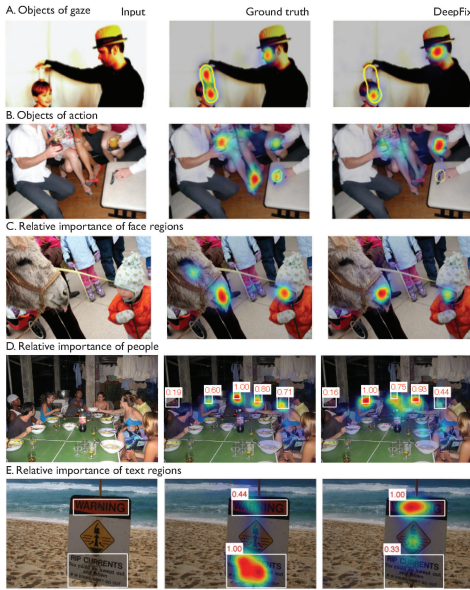 A. Objects of gaze Input Ground truth DeepFix
B. Objects of action
C. Relative importance of face regions
D. Relative importance of people
0.19 0.60 1.00 0.80 0.71 0.16 1.00 0.75 0.93 0.44
E. Relative importance of text regions
0.44 1.00
WARNING
1.00 0.33
RIP CURRENTS